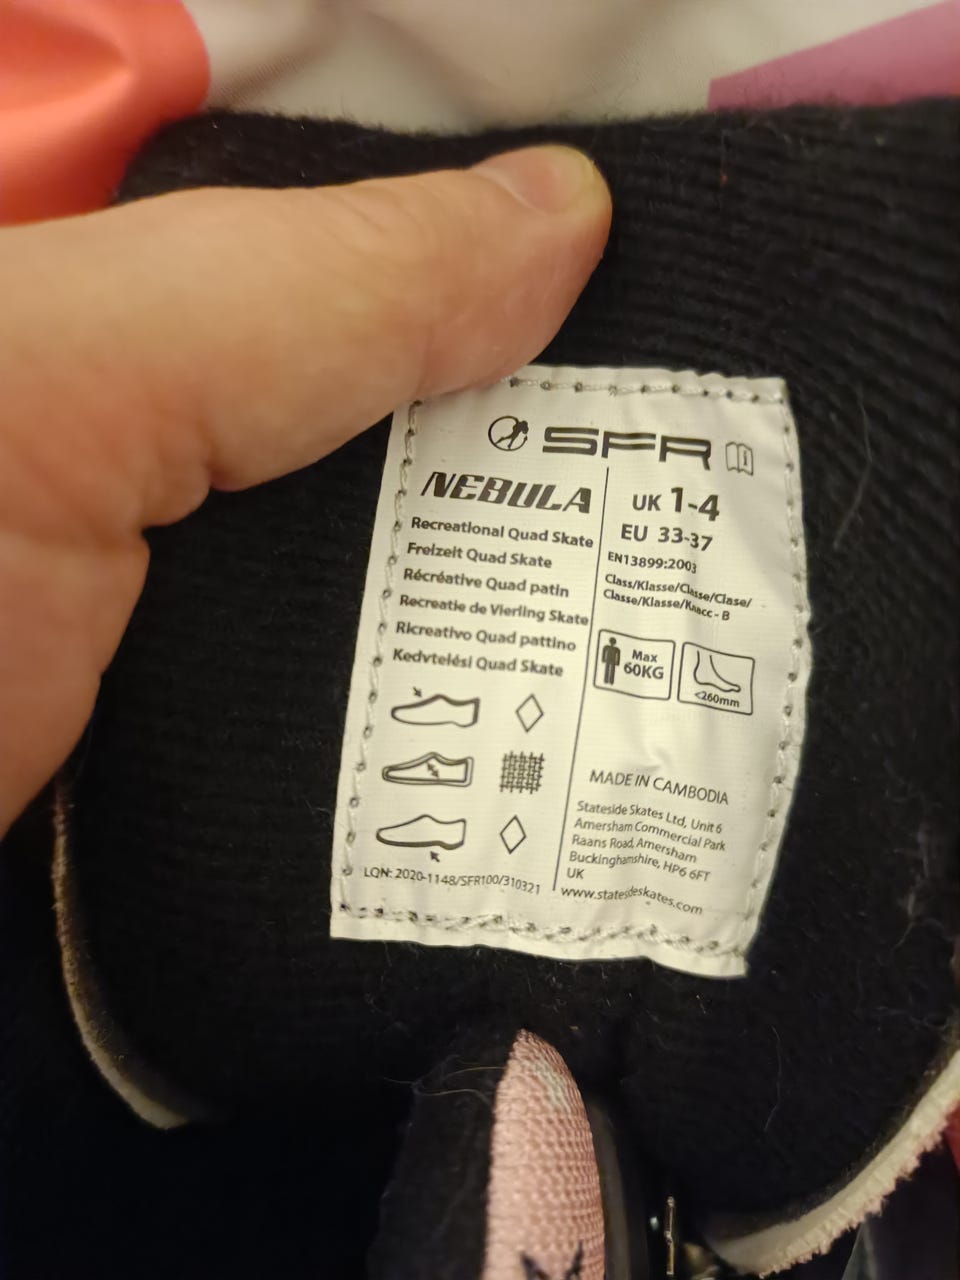 SFR
NEBULA
Recreational Quad Skate
Freizeit Quad Skate
Récréative Quad patin
Recreatie de Vierling Skate
Ricreativo Quad pattino
Kedvtelési Quad Skate
LQN: 2020-1148/SFR100/310321
UK 1-4
EU 33-37
EN13899:2003
Class/Klasse/Classe/Clase/
Classe/Klasse/Класс - B
Max
60KG
<260mm
MADE IN CAMBODIA
Stateside Skates Ltd, Unit 6
Amersham Commercial Park
Raans Road, Amersham
Buckinghamshire, HP6 6FT
UK
www.statesideskates.com